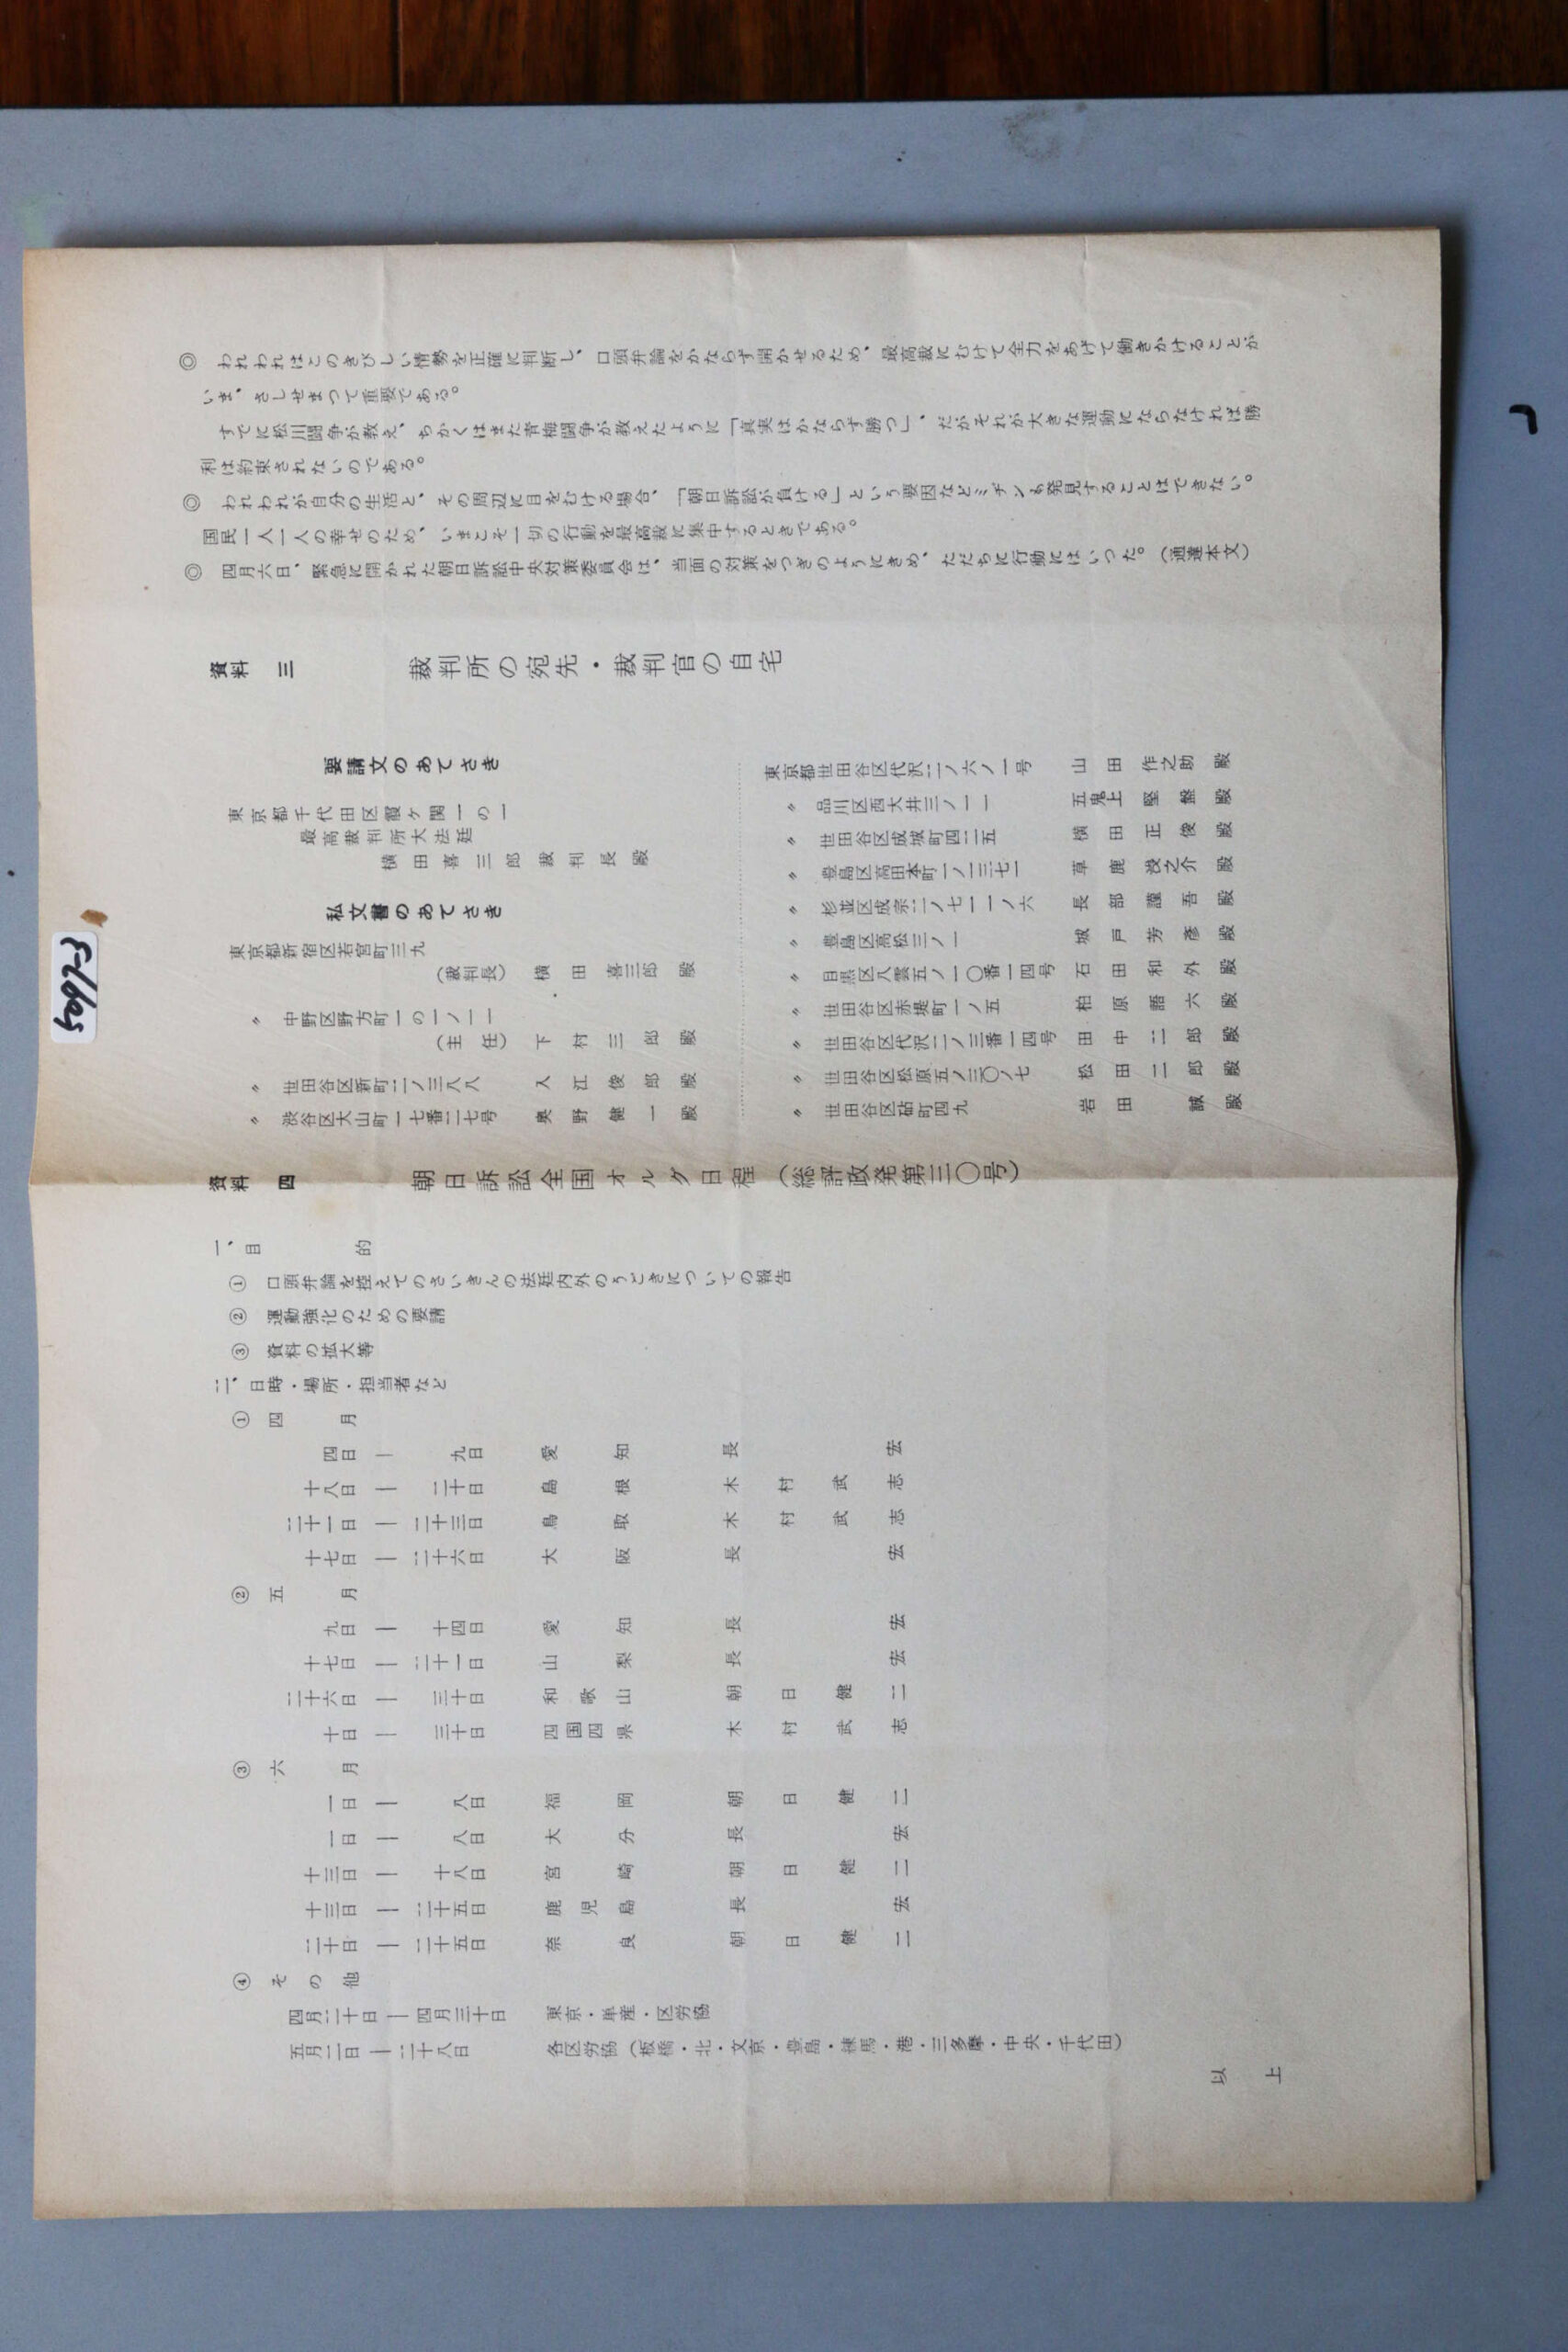 ◎ われわれはこのきびしい情勢を正確に判断し、口頭弁論をかならず開かせるため、最高裁にむけて全力をあげて働きかけることが
いま、さしせまつて重要である。
すでに松川闘争が教え、ちかくはまた青梅闘争が教えたように「真実はかならず勝つ」、だがそれが大きな運動にならなければ勝
利は約束されないのである。
◎ われわれが自分の生活と、その周辺に目をむける場合、「朝日訴訟が負ける」という要因などミヂンも発見することはできない。
国民一人一人の幸せのため、いまこそ一切の行動を最高裁に集中するときである。
◎ 四月六日、緊急に開かれた朝日訴訟中央対策委員会は、当面の対策をつぎのようにきめ、ただちに行動にはいつた。(通達本文)
資料 三 裁判所の宛先・裁判官の自宅
要請文のあてさき
東京都千代田区霞ケ関一の一
最高裁判所大法廷
横田喜三郎裁判長殿
私文書のあてさき
東京都新宿区若宮町三九
(裁判長) 横田喜三郎殿
〃 中野区野方町一の一ノ一一
(主任) 下村三郎殿
〃 世田谷区新町二ノ三八八 入江俊郎殿
〃 渋谷区大山町一七番二七号 奥野健一殿
東京都世田谷区代沢二ノ六ノ一号 山田作之助殿
〃 品川区西大井三ノ一一 五鬼上堅磐殿
〃 世田谷区成城町四二五 横田正俊殿
〃 豊島区高田本町一ノ三七一 草鹿浅之介殿
〃 杉並区成宗二ノ七一一ノ六 長部謹吾殿
〃 豊島区高松三ノ一 城戸芳彦殿
〃 目黒区八雲五ノ一〇番一四号 石田和外殿
〃 世田谷区赤堤町一ノ五 柏原語六殿
〃 世田谷区代沢二ノ三番一四号 田中二郎殿
〃 世田谷区松原五ノ三〇ノ七 松田二郎殿
〃 世田谷区砧町四九 岩田誠殿
資料 四 朝日訴訟全国オルグ日程(総評政発第三〇号)
一、目 的
① 口頭弁論を控えてのさいきんの法廷内外のうごきについての報告
② 運動強化のための要請
③ 資料の拡大等
二、日時・場所・担当者など
① 四 月
四日 ― 九日 愛知 長宏
十八日 ― 二十日 島根 木村武志
二十一日 ― 二十三日 鳥取 木村武志
十七日 ― 二十六日 大阪 長宏
② 五 月
九日 ― 十四日 愛知 長宏
十七日 ― 二十一日 山梨 長宏
二十六日 ― 三十日 和歌山 朝日健二
十日 ― 三十日 四国四県 木村武志
③ 六 月
一日 ― 八日 福岡 朝日健二
一日 ― 八日 大分 長宏
十三日 ― 十八日 宮崎 朝日健二
十三日 ― 二十五日 鹿児島 長宏
二十日 ― 二十五日 奈良 朝日健二
④ その他
四月二十日 ― 四月三十日 東京・単産・区労協
五月二日 ― 二十八日 各区労協(板橋・北・文京・豊島・練馬・港・三多摩・中央・千代田)
以 上